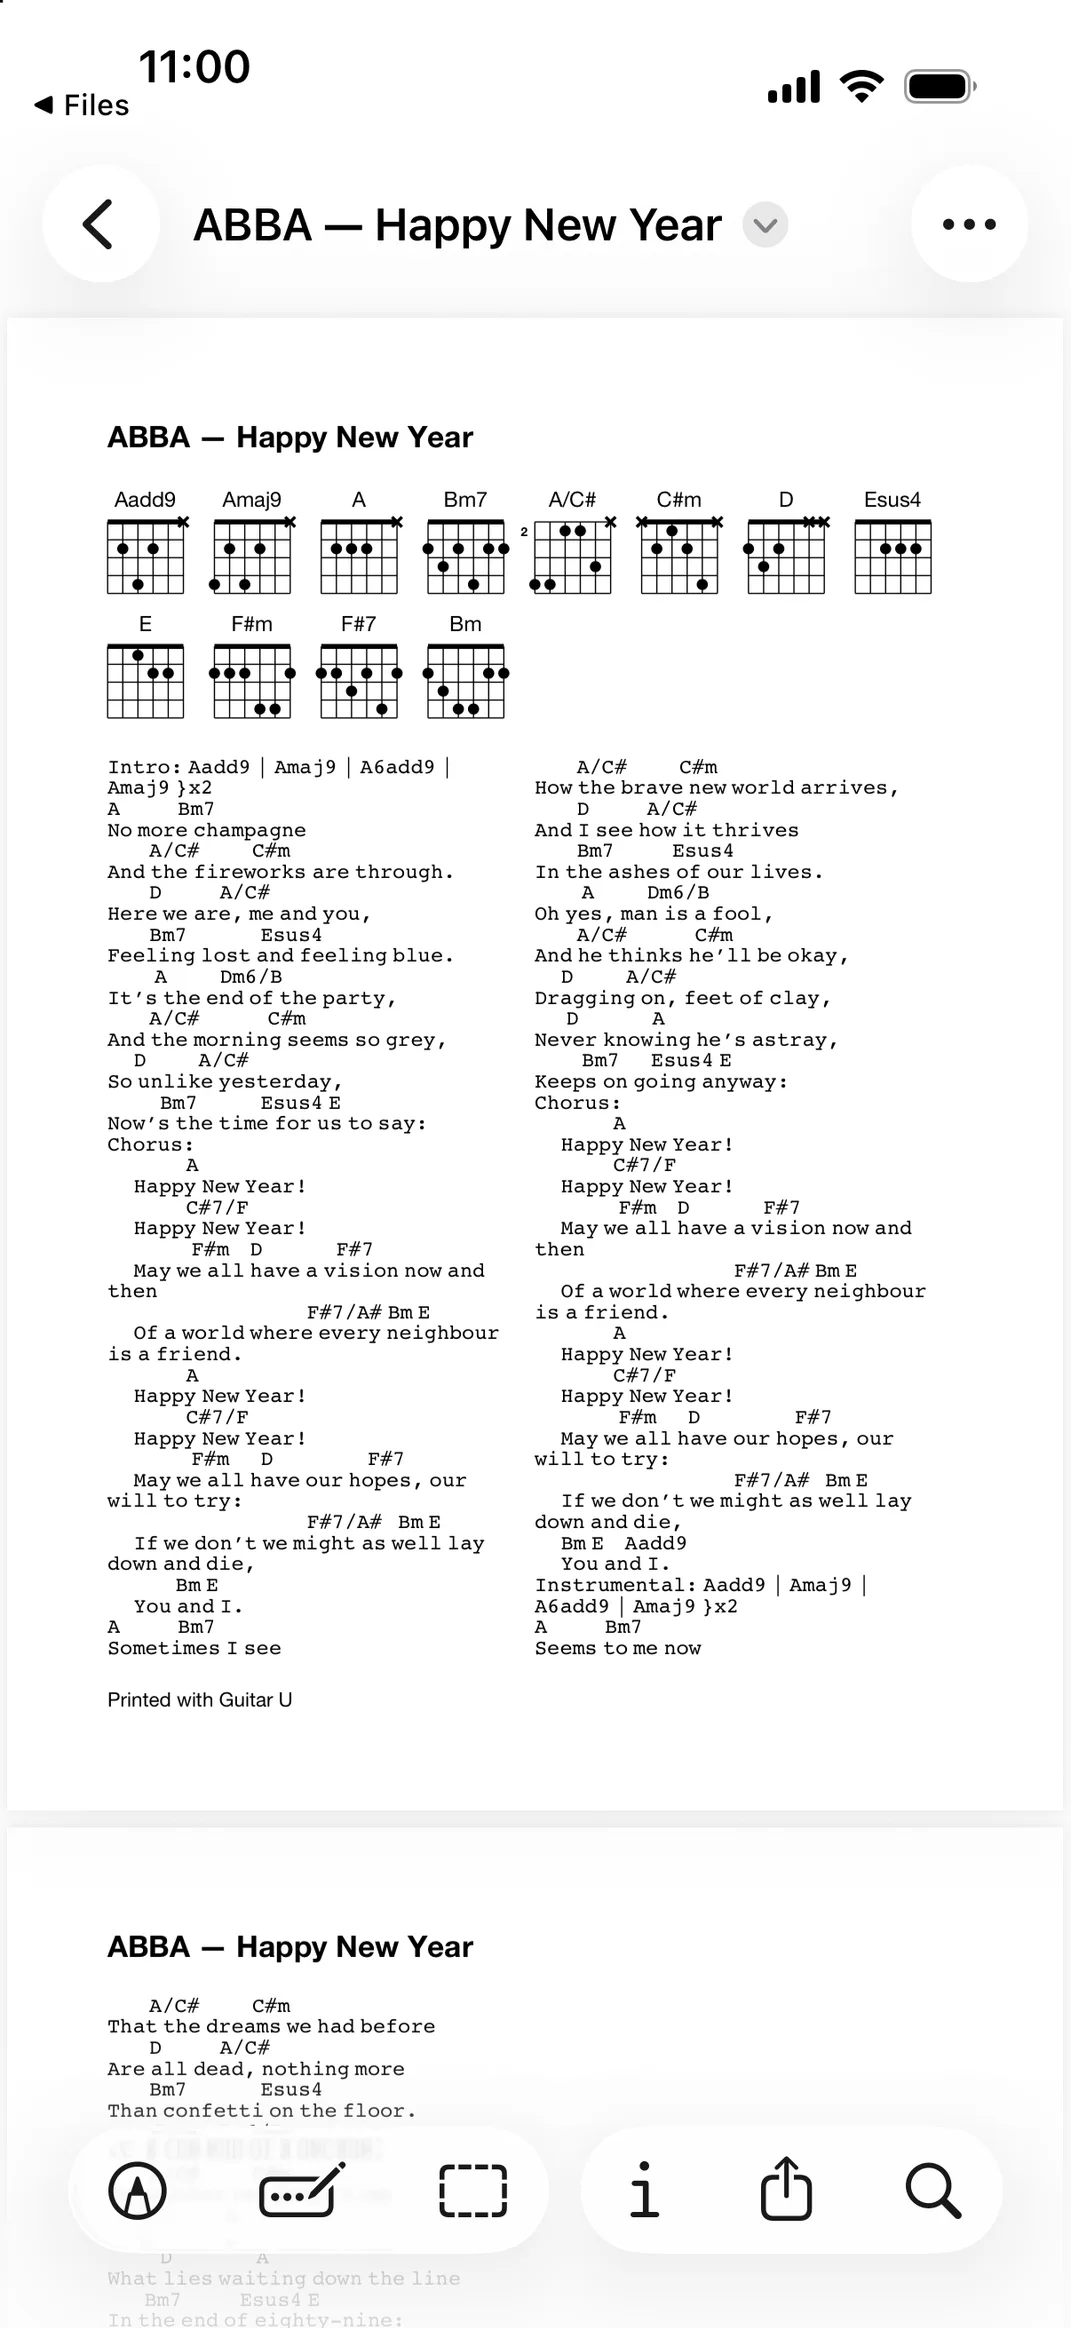 11:00
◀ Files
ABBA — Happy New Year
ABBA — Happy New Year
Aadd9 Amaj9 A Bm7 A/C# C#m D Esus4
2
E F#m F#7 Bm
Intro: Aadd9 | Amaj9 | A6add9 |
Amaj9 }x2
A Bm7
No more champagne
A/C# C#m
And the fireworks are through.
D A/C#
Here we are, me and you,
Bm7 Esus4
Feeling lost and feeling blue.
A Dm6/B
It's the end of the party,
A/C# C#m
And the morning seems so grey,
D A/C#
So unlike yesterday,
Bm7 Esus4 E
Now's the time for us to say:
Chorus:
A
Happy New Year!
C#7/F
Happy New Year!
F#m D F#7
May we all have a vision now and
then
F#7/A# Bm E
Of a world where every neighbour
is a friend.
A
Happy New Year!
C#7/F
Happy New Year!
F#m D F#7
May we all have our hopes, our
will to try:
F#7/A# Bm E
If we don't we might as well lay
down and die,
Bm E
You and I.
A Bm7
Sometimes I see
A/C# C#m
How the brave new world arrives,
D A/C#
And I see how it thrives
Bm7 Esus4
In the ashes of our lives.
A Dm6/B
Oh yes, man is a fool,
A/C# C#m
And he thinks he'll be okay,
D A/C#
Dragging on, feet of clay,
D A
Never knowing he's astray,
Bm7 Esus4 E
Keeps on going anyway:
Chorus:
A
Happy New Year!
C#7/F
Happy New Year!
F#m D F#7
May we all have a vision now and
then
F#7/A# Bm E
Of a world where every neighbour
is a friend.
A
Happy New Year!
C#7/F
Happy New Year!
F#m D F#7
May we all have our hopes, our
will to try:
F#7/A# Bm E
If we don't we might as well lay
down and die,
Bm E Aadd9
You and I.
Instrumental: Aadd9 | Amaj9 |
A6add9 | Amaj9 }x2
A Bm7
Seems to me now
Printed with Guitar U
ABBA — Happy New Year
A/C# C#m
That the dreams we had before
D A/C#
Are all dead, nothing more
Bm7 Esus4
Than confetti on the floor.
D A
What lies waiting down the line
Bm7 Esus4 E
In the end of eighty-nine: